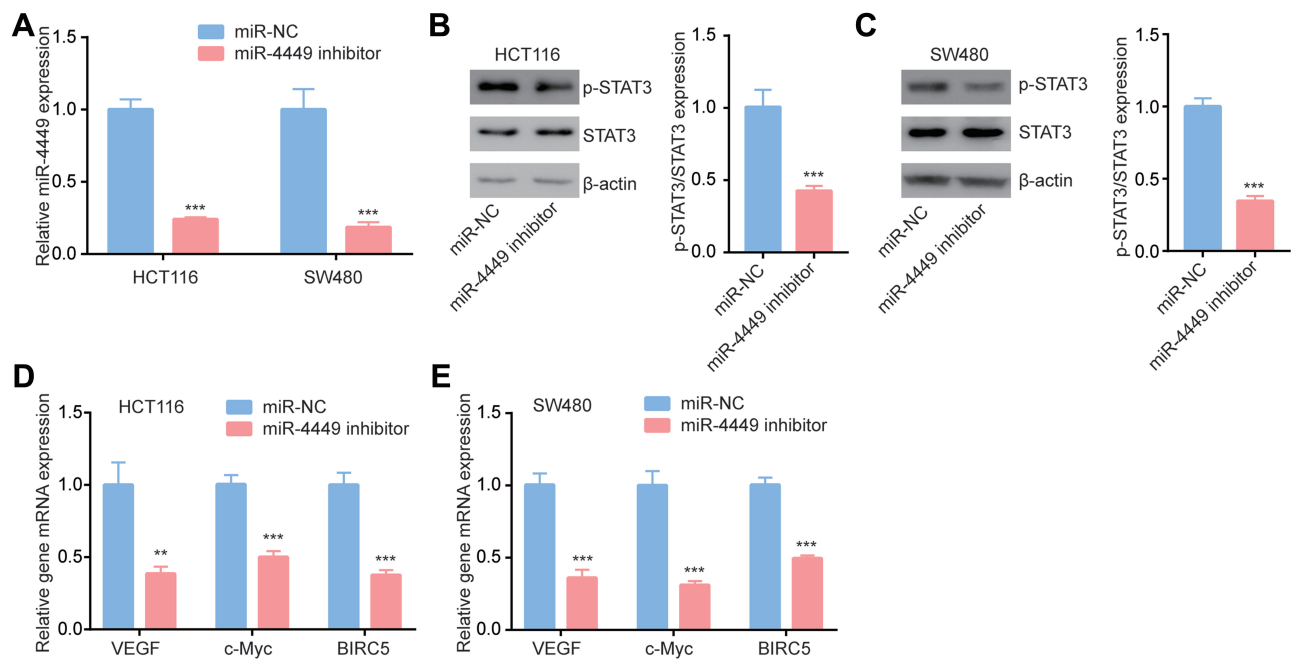 A
Relative miR-4449 expression
miR-NC
miR-4449 inhibitor
1.5
1.0
0.5
0.0
***
***
HCT116
SW480
B
HCT116
p-STAT3
STAT3
β-actin
miR-NC
miR-4449 inhibitor
p-STAT3/STAT3 expression
1.5
1.0
0.5
0.0
***
miR-NC
miR-4449 inhibitor
C
SW480
p-STAT3
STAT3
β-actin
miR-NC
miR-4449 inhibitor
p-STAT3/STAT3 expression
1.5
1.0
0.5
0.0
***
miR-NC
miR-4449 inhibitor
D
HCT116
miR-NC
miR-4449 inhibitor
Relative gene mRNA expression
1.5
1.0
0.5
0.0
**
***
***
VEGF
c-Myc
BIRC5
E
SW480
miR-NC
miR-4449 inhibitor
Relative gene mRNA expression
1.5
1.0
0.5
0.0
***
***
***
VEGF
c-Myc
BIRC5